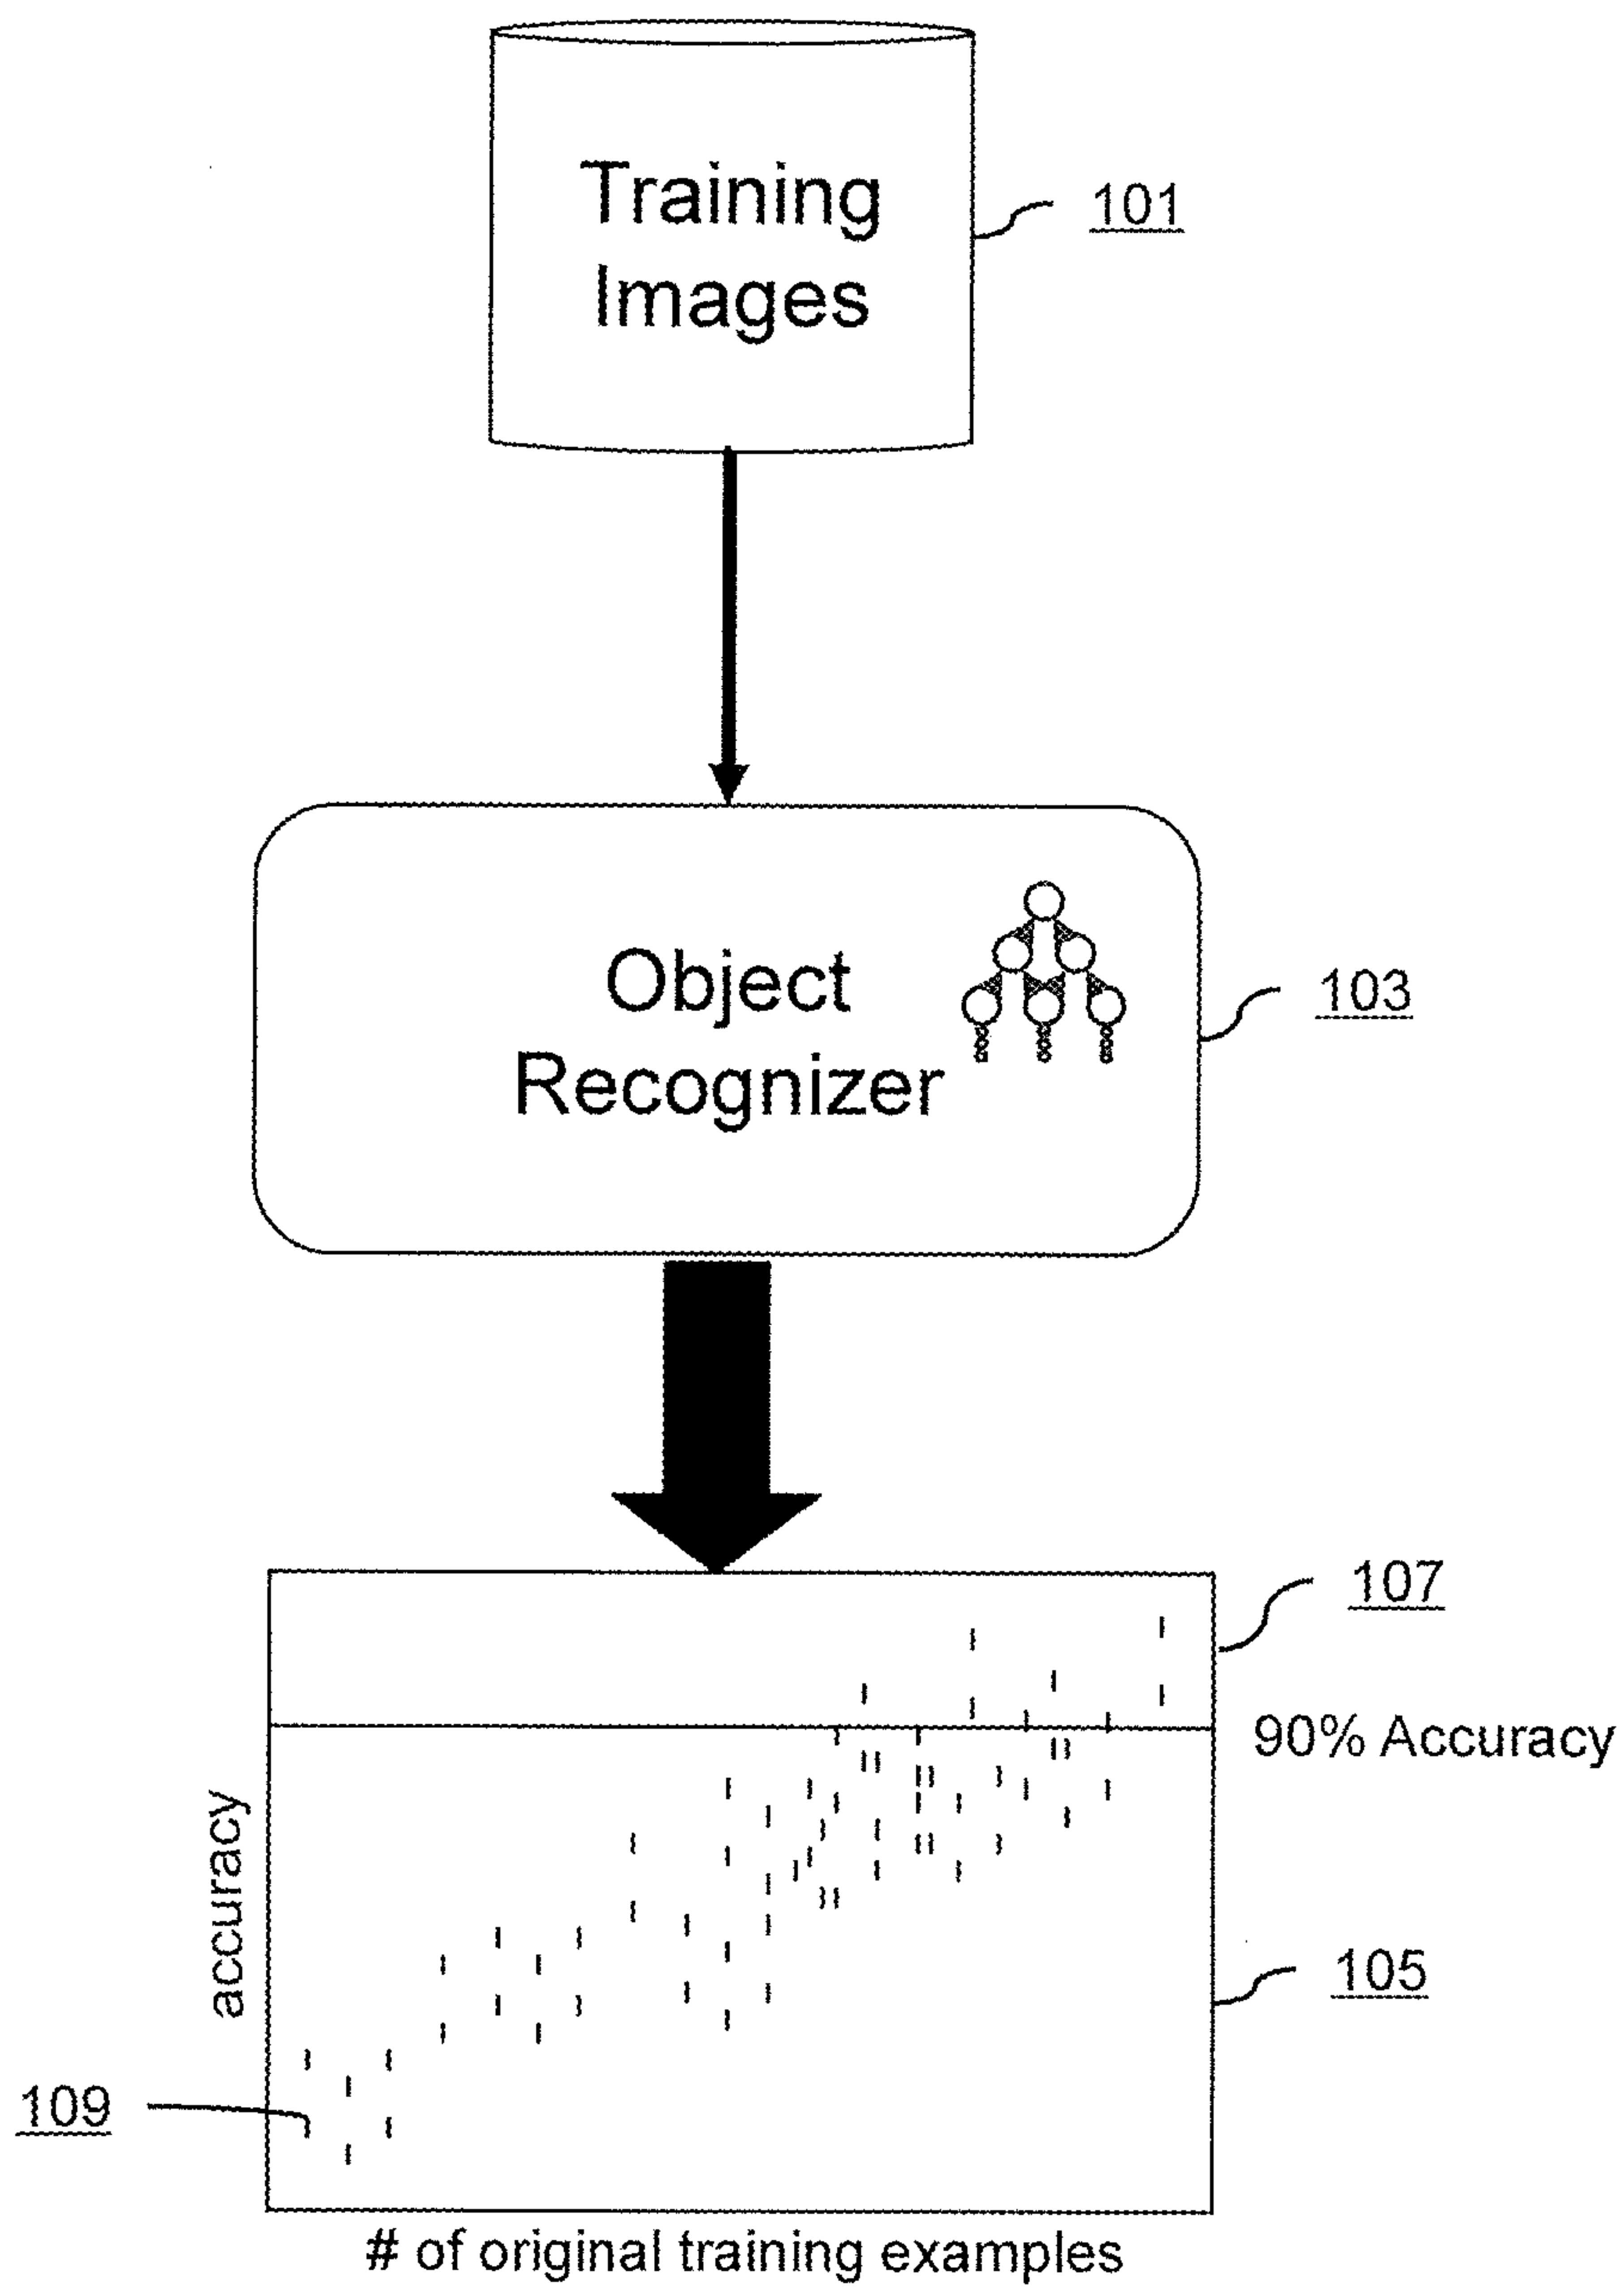 Training
Images
101
Object
Recognizer
103
107
90% Accuracy
accuracy
105
109
# of original training examples